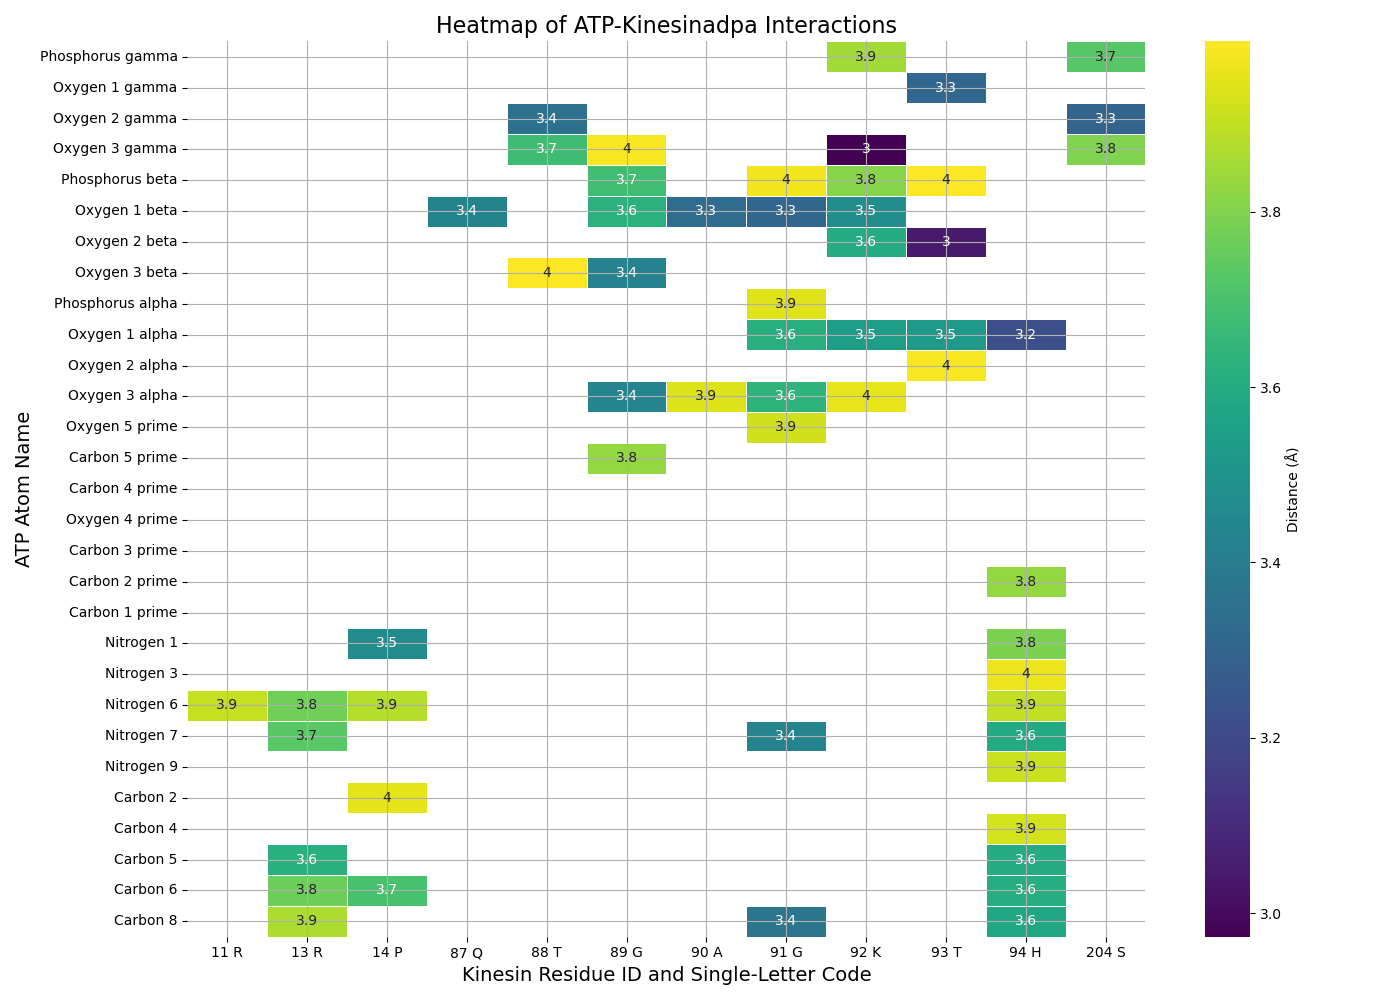 Heatmap of ATP-Kinesinadpa Interactions
Phosphorus gamma 3.9 3.7
Oxygen 1 gamma 3.3
Oxygen 2 gamma 3.4 3.3
Oxygen 3 gamma 3.7 4 3 3.8
Phosphorus beta 3.7 4 3.8 4
Oxygen 1 beta 3.4 3.6 3.3 3.3 3.5
Oxygen 2 beta 3.6 3
Oxygen 3 beta 4 3.4
Phosphorus alpha 3.9
Oxygen 1 alpha 3.6 3.5 3.5 3.2
Oxygen 2 alpha 4
Oxygen 3 alpha 3.4 3.9 3.6 4
Oxygen 5 prime 3.9
Carbon 5 prime 3.8
Carbon 4 prime
Oxygen 4 prime
Carbon 3 prime
Carbon 2 prime 3.8
Carbon 1 prime
Nitrogen 1 3.5 3.8
Nitrogen 3 4
Nitrogen 6 3.9 3.8 3.9 3.9
Nitrogen 7 3.7 3.4 3.6
Nitrogen 9 3.9
Carbon 2 4
Carbon 4 3.9
Carbon 5 3.6 3.6
Carbon 6 3.8 3.7 3.6
Carbon 8 3.9 3.4 3.6
11 R 13 R 14 P 87 Q 88 T 89 G 90 A 91 G 92 K 93 T 94 H 204 S
Kinesin Residue ID and Single-Letter Code
ATP Atom Name
3.8
3.6
3.4
3.2
3.0
Distance (Å)